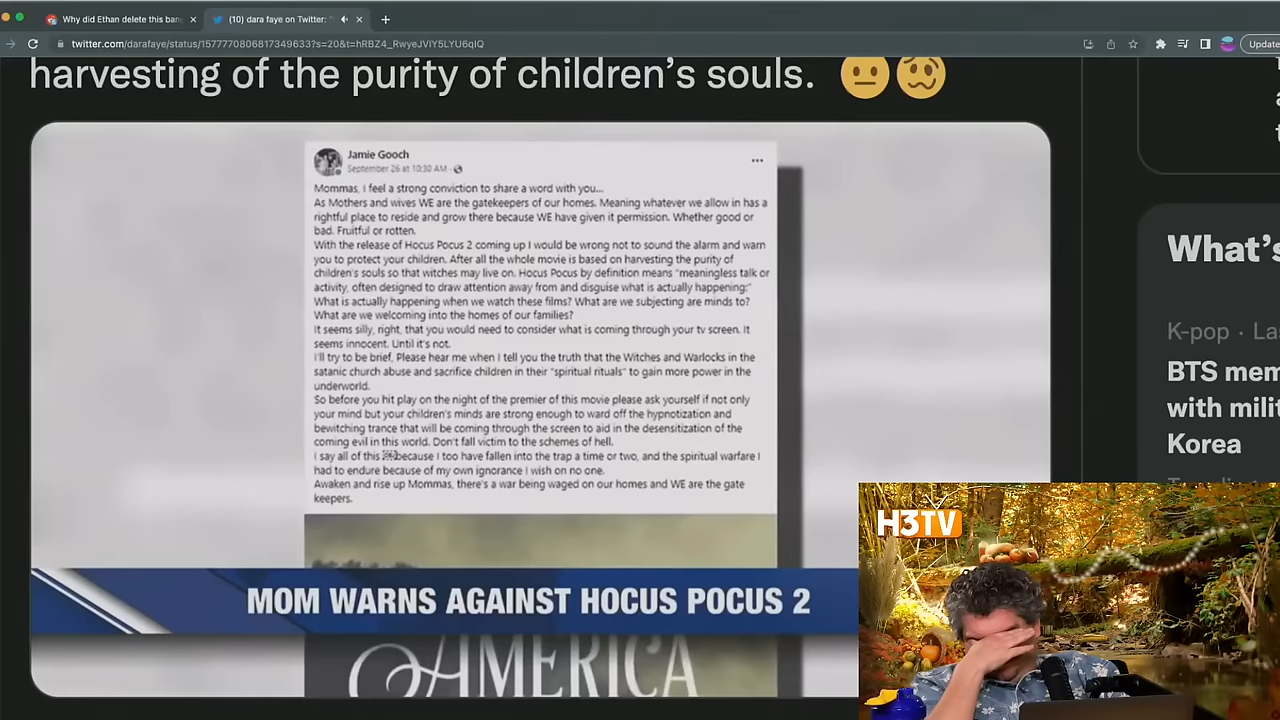 Why did Ethan delete this ban
(10) dara faye on Twitter: "
twitter.com/darafaye/status/1577770806817349633?s=20&t=hRBZ4_RwyeJVIY5LYU6qIQ
Update
harvesting of the purity of children's souls. 😐🥴
Jamie Gooch
September 26 at 10:30 AM
Mommas, I feel a strong conviction to share a word with you...
As Mothers and wives WE are the gatekeepers of our homes. Meaning whatever we allow in has a
rightful place to reside and grow there because WE have given it permission. Whether good or
bad. Fruitful or rotten.
With the release of Hocus Pocus 2 coming up I would be wrong not to sound the alarm and warn
you to protect your children. After all the whole movie is based on harvesting the purity of
children's souls so that witches may live on. Hocus Pocus by definition means "meaningless talk or
activity, often designed to draw attention away from and disguise what is actually happening:"
What is actually happening when we watch these films? What are we subjecting are minds to?
What are we welcoming into the homes of our families?
It seems silly, right, that you would need to consider what is coming through your tv screen. It
seems innocent. Until it's not.
I'll try to be brief, Please hear me when I tell you the truth that the Witches and Warlocks in the
satanic church abuse and sacrifice children in their "spiritual rituals" to gain more power in the
underworld.
So before you hit play on the night of the premier of this movie please ask yourself if not only
your mind but your children's minds are strong enough to ward off the hypnotization and
bewitching trance that will be coming through the screen to aid in the desensitization of the
coming evil in this world. Don't fall victim to the schemes of hell.
I say all of this because I too have fallen into the trap a time or two, and the spiritual warfare I
had to endure because of my own ignorance I wish on no one.
Awaken and rise up Mommas, there's a war being waged on our homes and WE are the gate
keepers.
MOM WARNS AGAINST HOCUS POCUS 2
AMERICA
What's
K-pop · La
BTS mem
with milit
Korea
H3TV